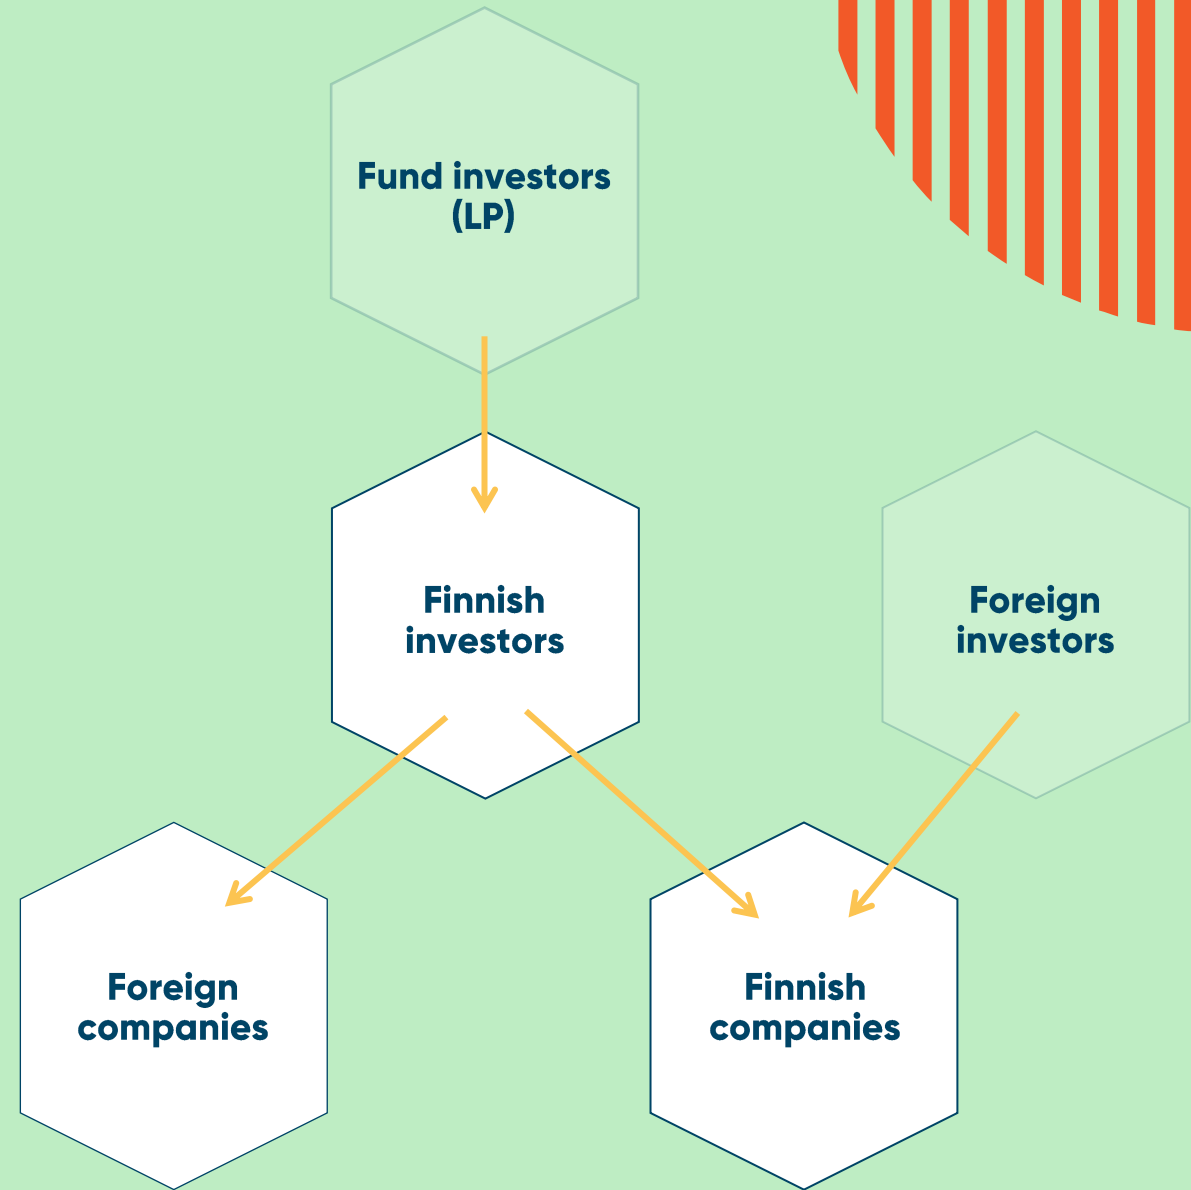 Fund investors
(LP)
Finnish
investors
Foreign
investors
Foreign
companies
Finnish
companies